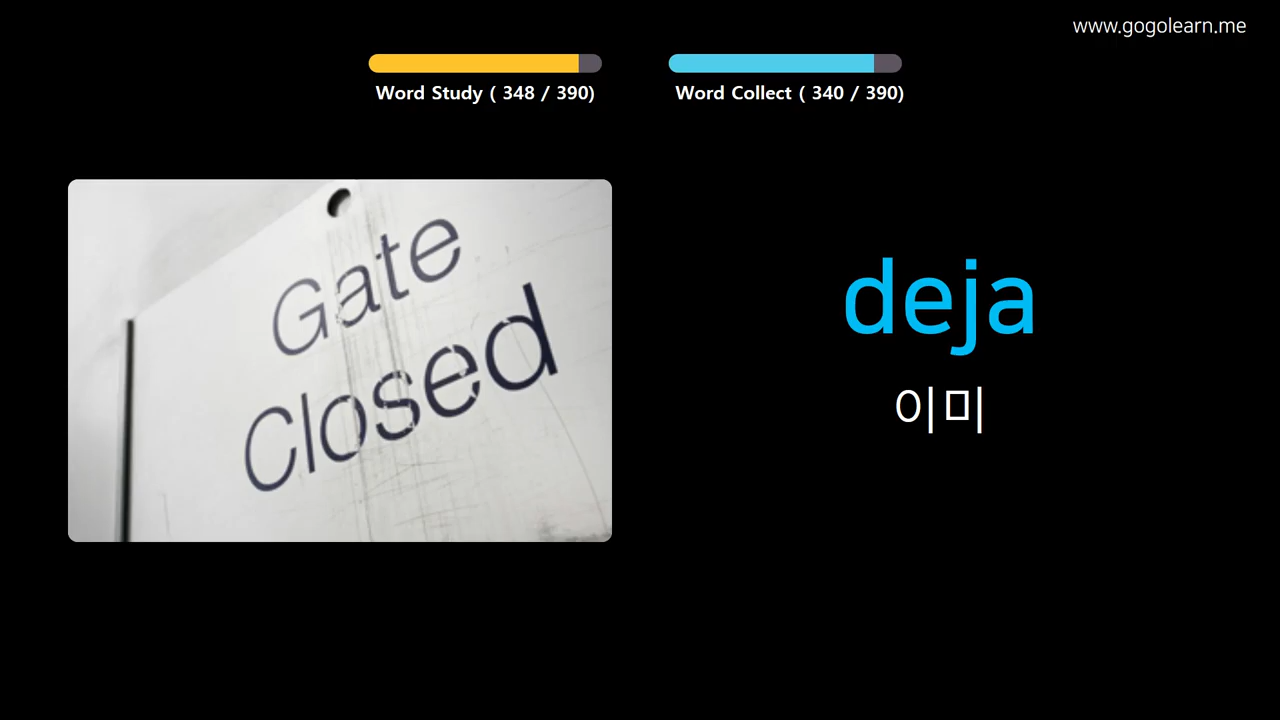 www.gogolearn.me
Word Study ( 348 / 390)
Word Collect ( 340 / 390)
Gate
Closed
deja
이미